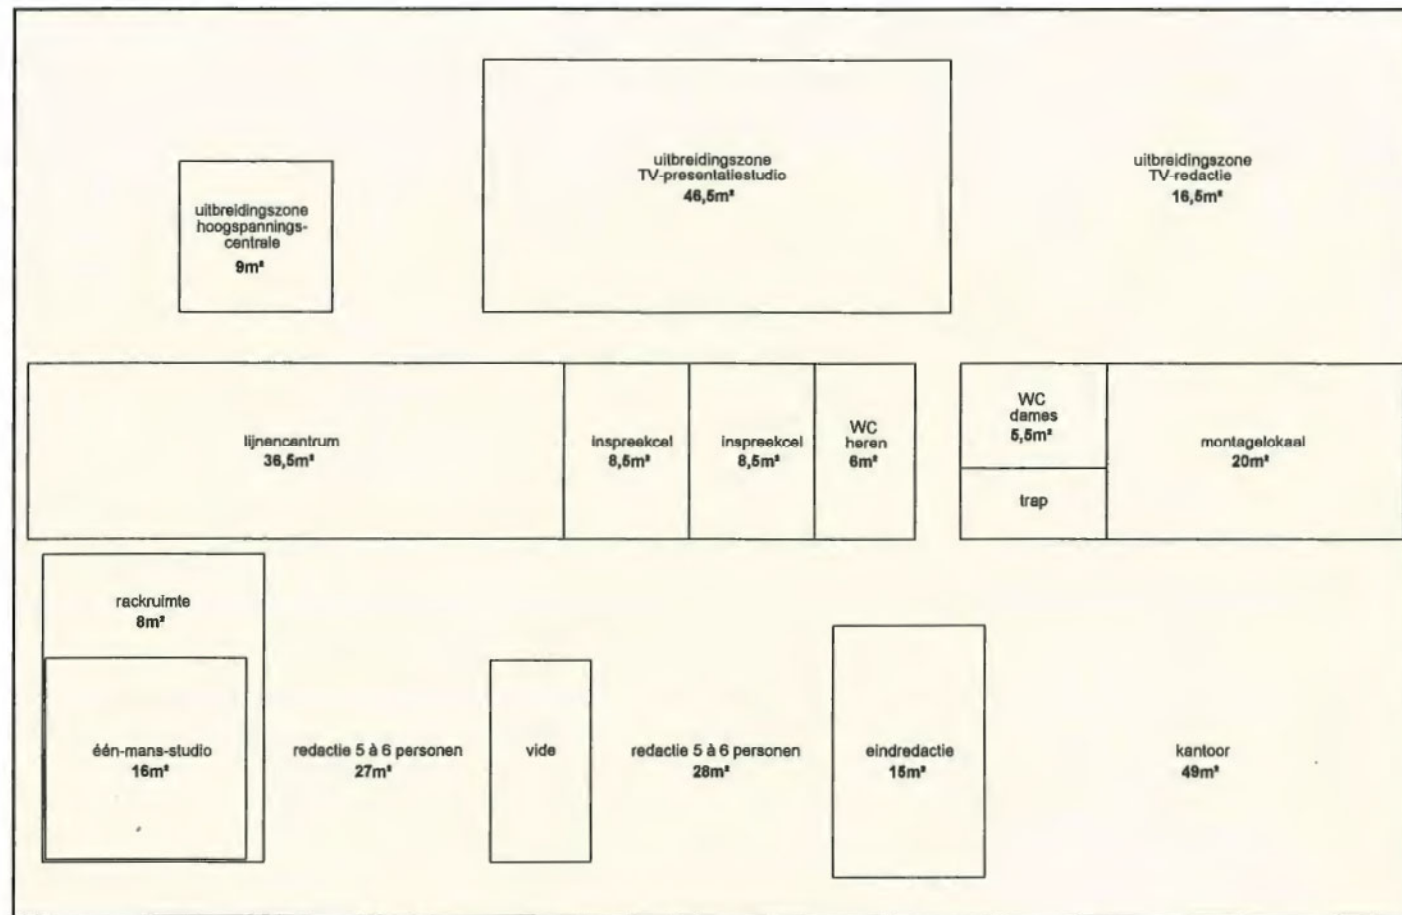 uitbreidingszone
TV-presentatiestudio
46,5m²
uitbreidingszone
TV-redactie
16,5m²
uitbreidingszone
hoogspannings-
centrale
9m²
lijnencentrum
36,5m²
inspreekcel
8,5m²
inspreekcel
8,5m²
WC
heren
6m²
WC
dames
5,5m²
trap
montagelokaal
20m²
rackruimte
8m²
één-mans-studio
16m²
redactie 5 à 6 personen
27m²
vide
redactie 5 à 6 personen
28m²
eindredactie
15m²
kantoor
49m²